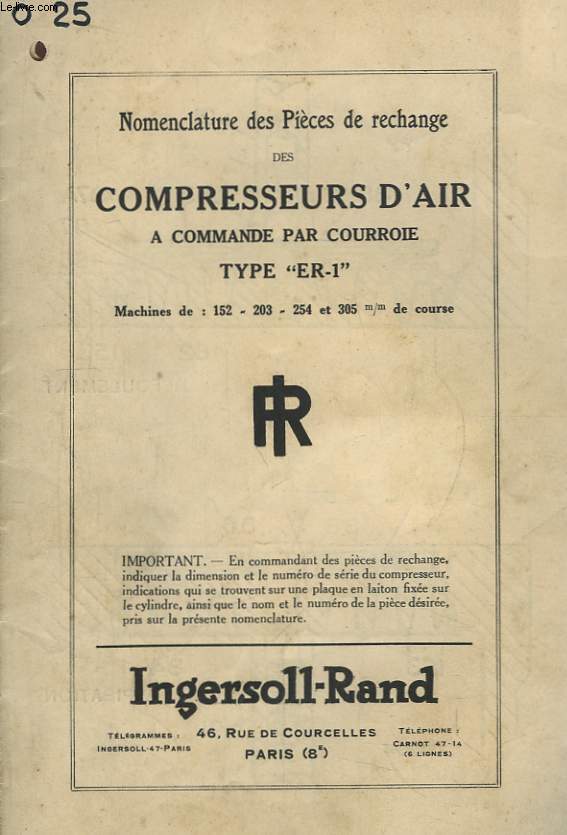 Le-livre.com
0 25
Nomenclature des Pièces de rechange
DES
COMPRESSEURS D'AIR
A COMMANDE PAR COURROIE
TYPE "ER-1"
Machines de : 152 - 203 - 254 et 305 m/m de course
IR
IMPORTANT. — En commandant des pièces de rechange,
indiquer la dimension et le numéro de série du compresseur,
indications qui se trouvent sur une plaque en laiton fixée sur
le cylindre, ainsi que le nom et le numéro de la pièce désirée,
pris sur la présente nomenclature.
Ingersoll-Rand
TÉLÉGRAMMES :
INGERSOLL-47-PARIS
46, RUE DE COURCELLES
PARIS (8E)
TÉLÉPHONE :
CARNOT 47-14
(6 LIGNES)